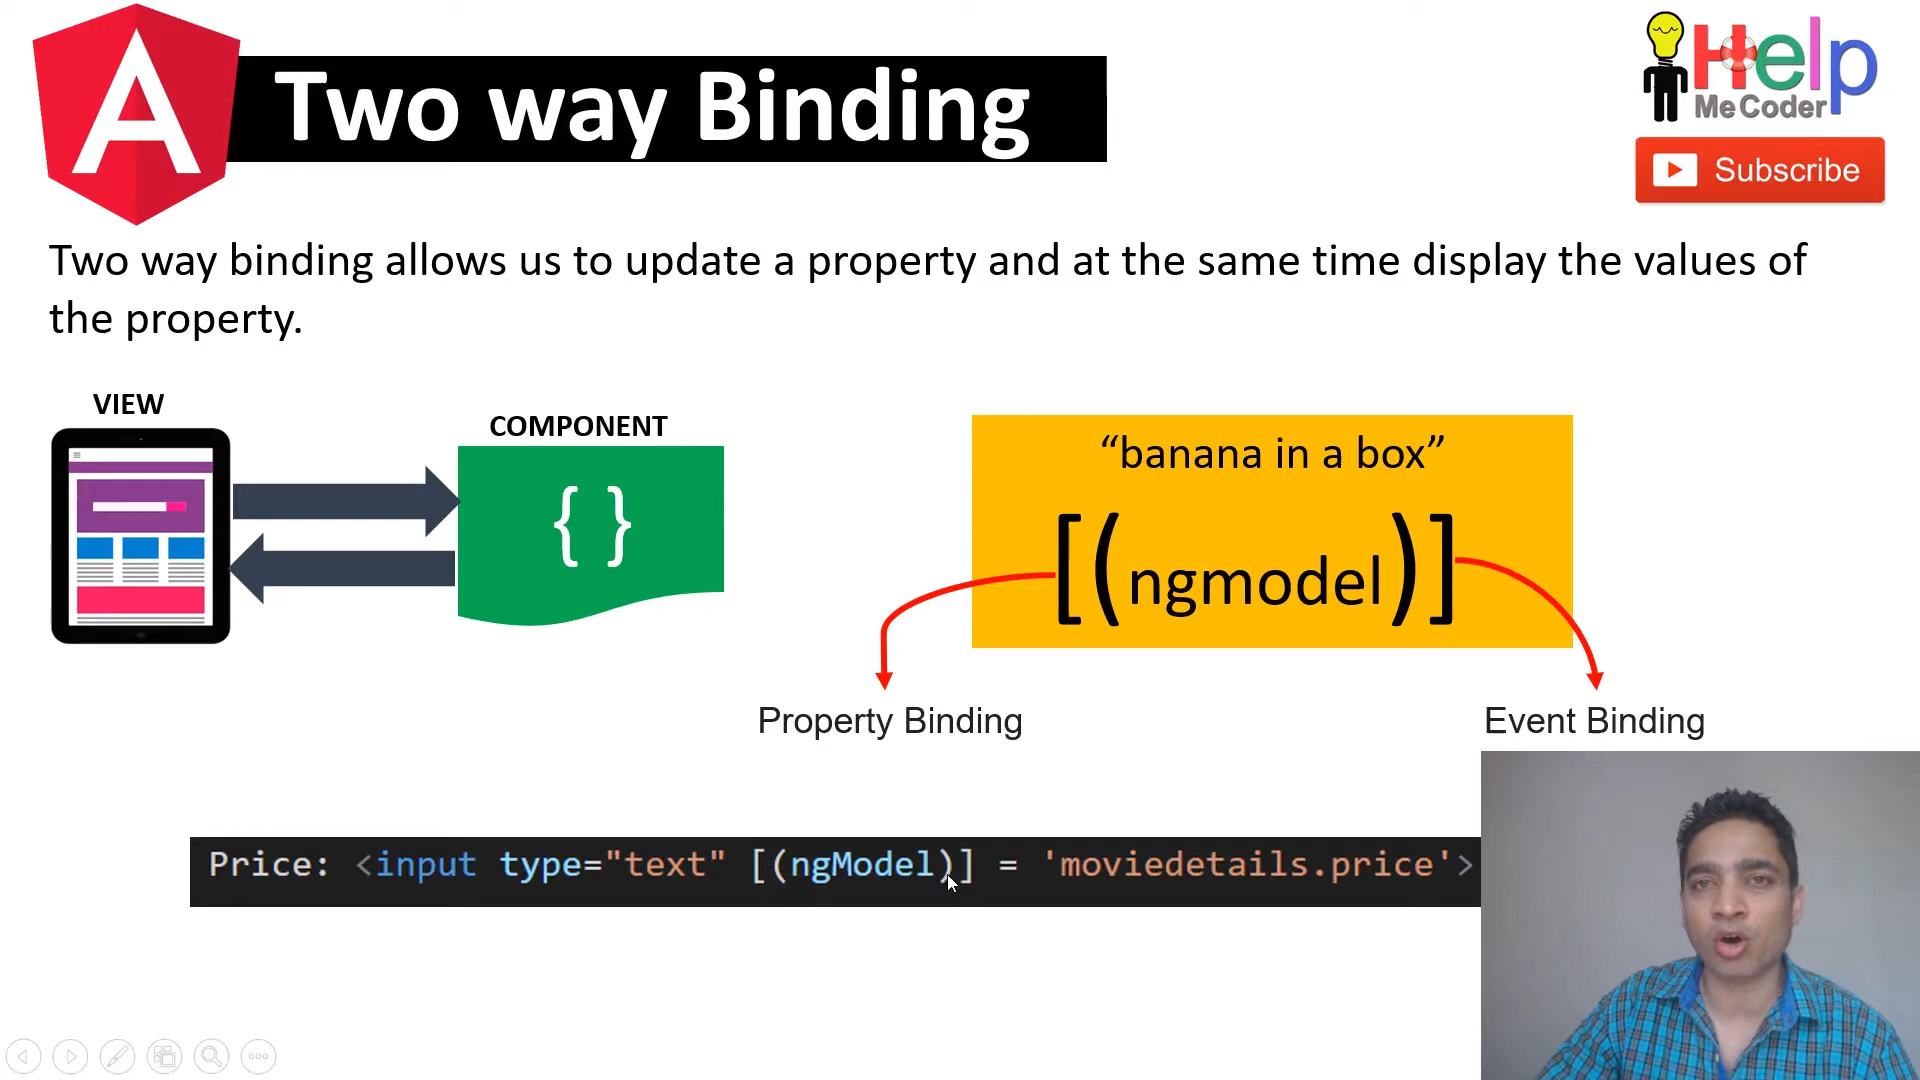 A
Two way Binding
Help
Me Coder
Subscribe
Two way binding allows us to update a property and at the same time display the values of
the property.
VIEW
COMPONENT
{ }
“banana in a box”
[(ngmodel)]
Property Binding
Event Binding
Price: <input type="text" [(ngModel)] = 'moviedetails.price'>